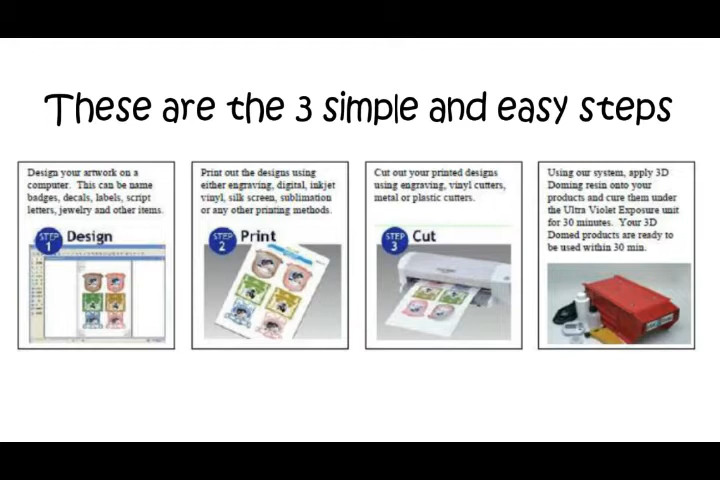 These are the 3 simple and easy steps
Design your artwork on a
computer. This can be name
badges, decals, labels, script
letters, jewelry and other items.
STEP 1 Design
Print out the designs using
either engraving, digital, inkjet
vinyl, silk screen, sublimation
or any other printing methods.
STEP 2 Print
Cut out your printed designs
using engraving, vinyl cutters,
metal or plastic cutters.
STEP 3 Cut
Using our system, apply 3D
Doming resin onto your
products and cure them under
the Ultra Violet Exposure unit
for 30 minutes. Your 3D
Domed products are ready to
be used within 30 min.